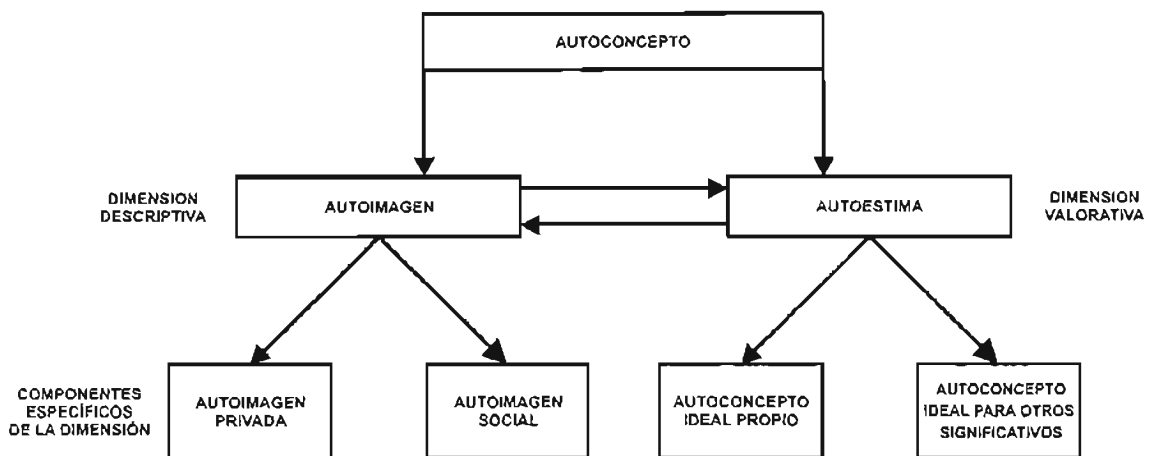 AUTOCONCEPTO
DIMENSION
DESCRIPTIVA
AUTOIMAGEN
AUTOESTIMA
DIMENSION
VALORATIVA
COMPONENTES
ESPECÍFICOS
DE LA DIMENSIÓN
AUTOIMAGEN
PRIVADA
AUTOIMAGEN
SOCIAL
AUTOCONCEPTO
IDEAL PROPIO
AUTOCONCEPTO
IDEAL PARA OTROS
SIGNIFICATIVOS